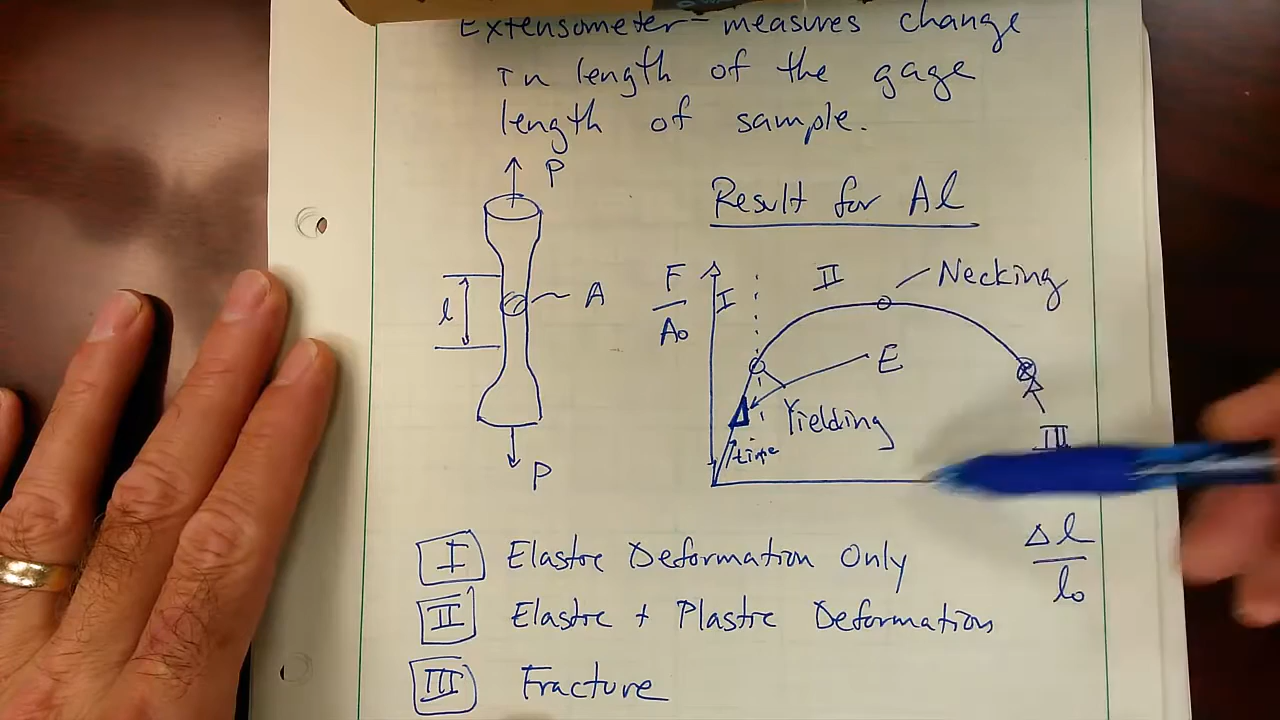 Extensometer - measures change
in length of the gage
length of sample.
P
Result for Al
F
A₀
I
II
Necking
l
A
E
Yielding
time
III
P
Δl
l₀
I Elastic Deformation Only
II Elastic + Plastic Deformation
III Fracture